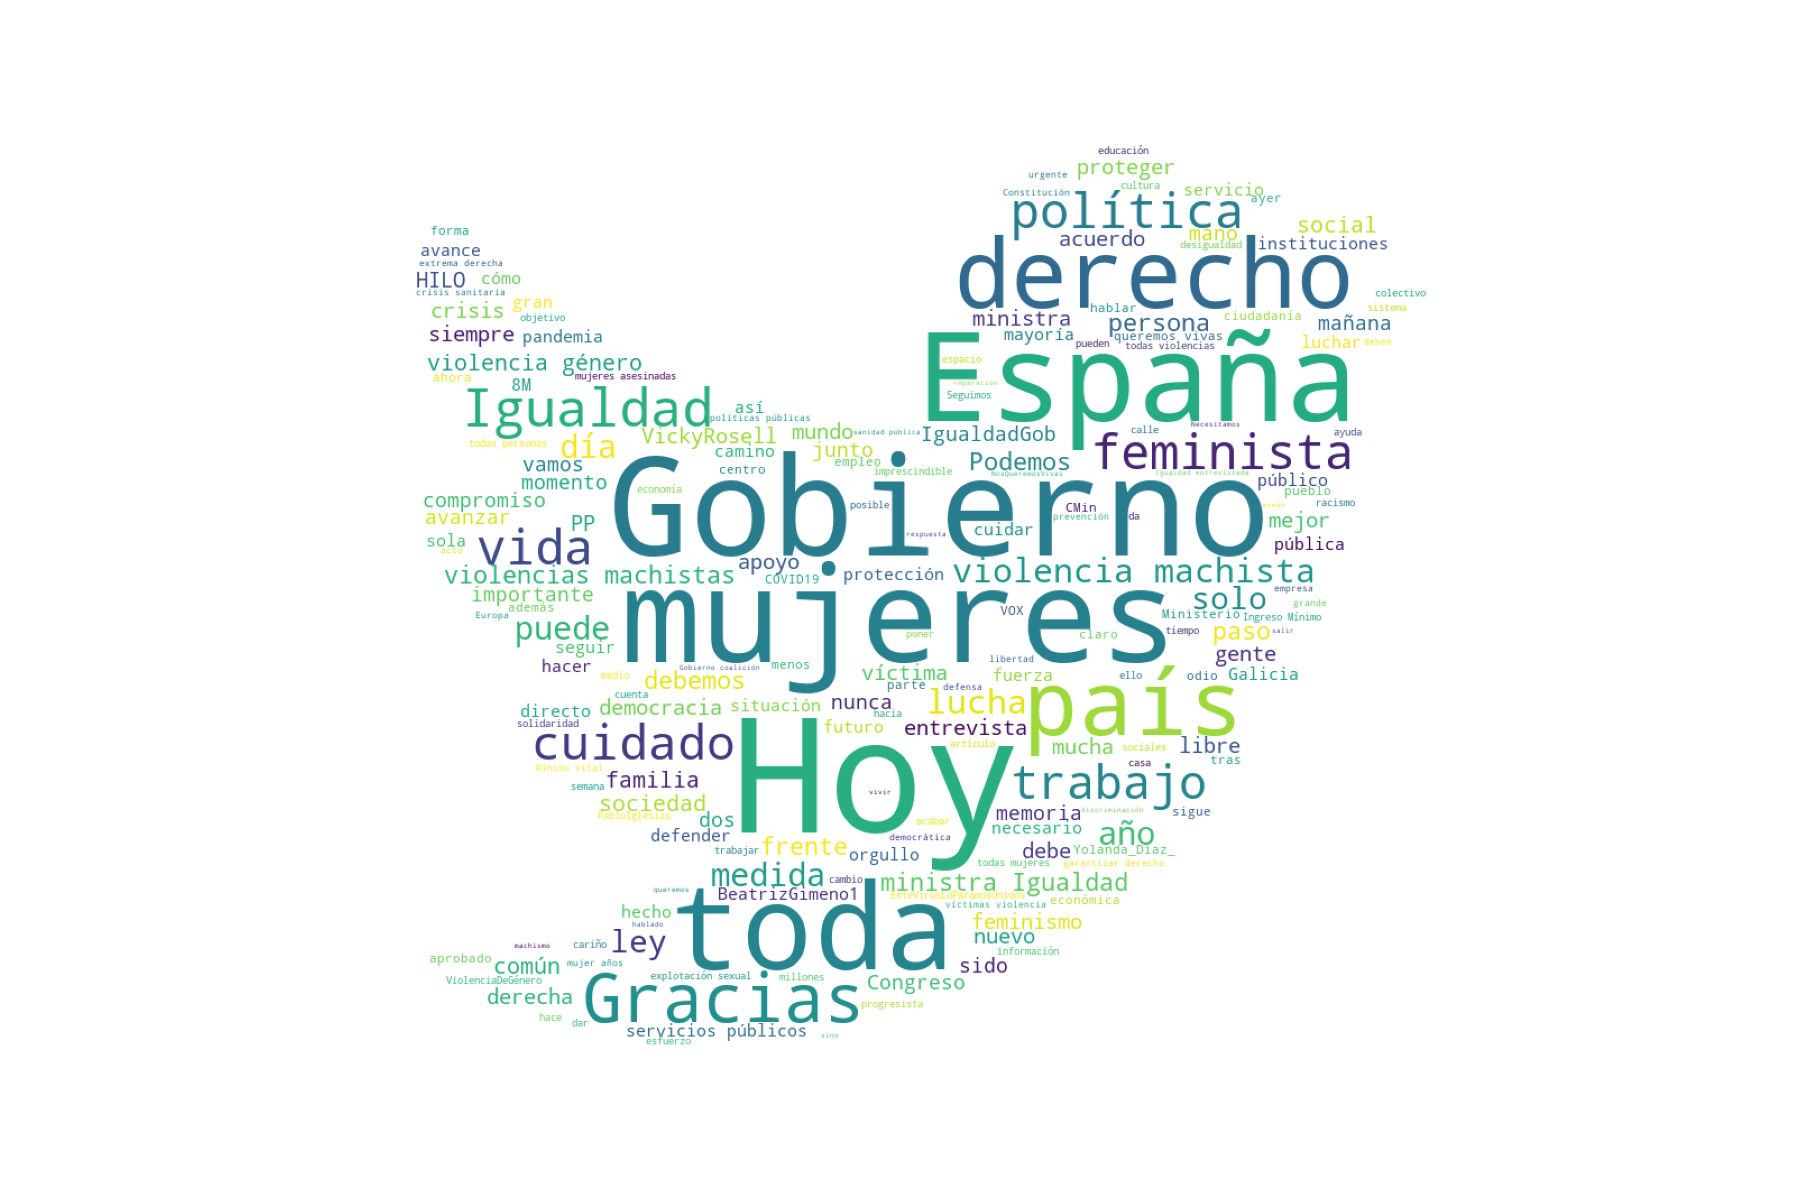 educación
proteger
urgente
cultura
Constitución
servicio
ayer
política
social
forma
mano
acuerdo
desigualdad
instituciones
avance
extrema derecha
derecho
HILO
cómo
crisis sanitaria
colectivo
gran
crisis
hablar
sistema
objetivo
ministra
persona
ciudadanía
mañana
siempre
pandemia
mayoría
queremos vivas
luchar
deben
pueden
todas violencias
España
violencia género
espacio
ahora
mujeres asesinadas
8M
reparación
Seguimos
Igualdad
así
políticas públicas
Necesitamos
VickyRosell
mundo
sanidad pública
IgualdadGob
calle
ayuda
todas personas
día
camino
junto
feminista
vamos
centro
empleo
Podemos
imprescindible
NosQueremosVivas
Igualdad entrevistada
momento
público
economía
pueblo
compromiso
Gobierno
posible
CMin
racismo
miedo
avanzar
PP
prevención
da
mejor
cuidar
respuesta
sola
vida
acto
pública
apoyo
violencias machistas
COVID19
protección
violencia machista
importante
empresa
además
solo
grande
Europa
VOX
Ministerio
Ingreso Mínimo
mujeres
puede
poner
claro
tiempo
paso
salir
seguir
gente
hacer
Gobierno coalición
menos
libertad
medio
debemos
víctima
fuerza
ello
odio
Galicia
parte
defensa
cuenta
lucha
país
directo
democracia
situación
nunca
hacia
solidaridad
futuro
entrevista
cuidado
artículo
mucha
sociales
libre
Hoy
casa
tras
Mínimo Vital
familia
trabajo
semana
vivir
sociedad
discriminación
PabloIglesias
dos
acabar
memoria
sigue
defender
democrática
necesario
año
trabajar
frente
orgullo
debe
Yolanda_Diaz_
todas mujeres
garantizar derecho
medida
cambio
ministra Igualdad
queremos
BeatrizGimeno1
EsteVirusLoParamosUnidos
económica
víctimas violencia
hecho
toda
feminismo
hablado
ley
nuevo
machismo
cariño
información
aprobado
común
mujer años
sido
ViolenciaDeGénero
explotación sexual
millones
Congreso
derecha
Gracias
progresista
hace
dar
servicios públicos
sino
esfuerzo